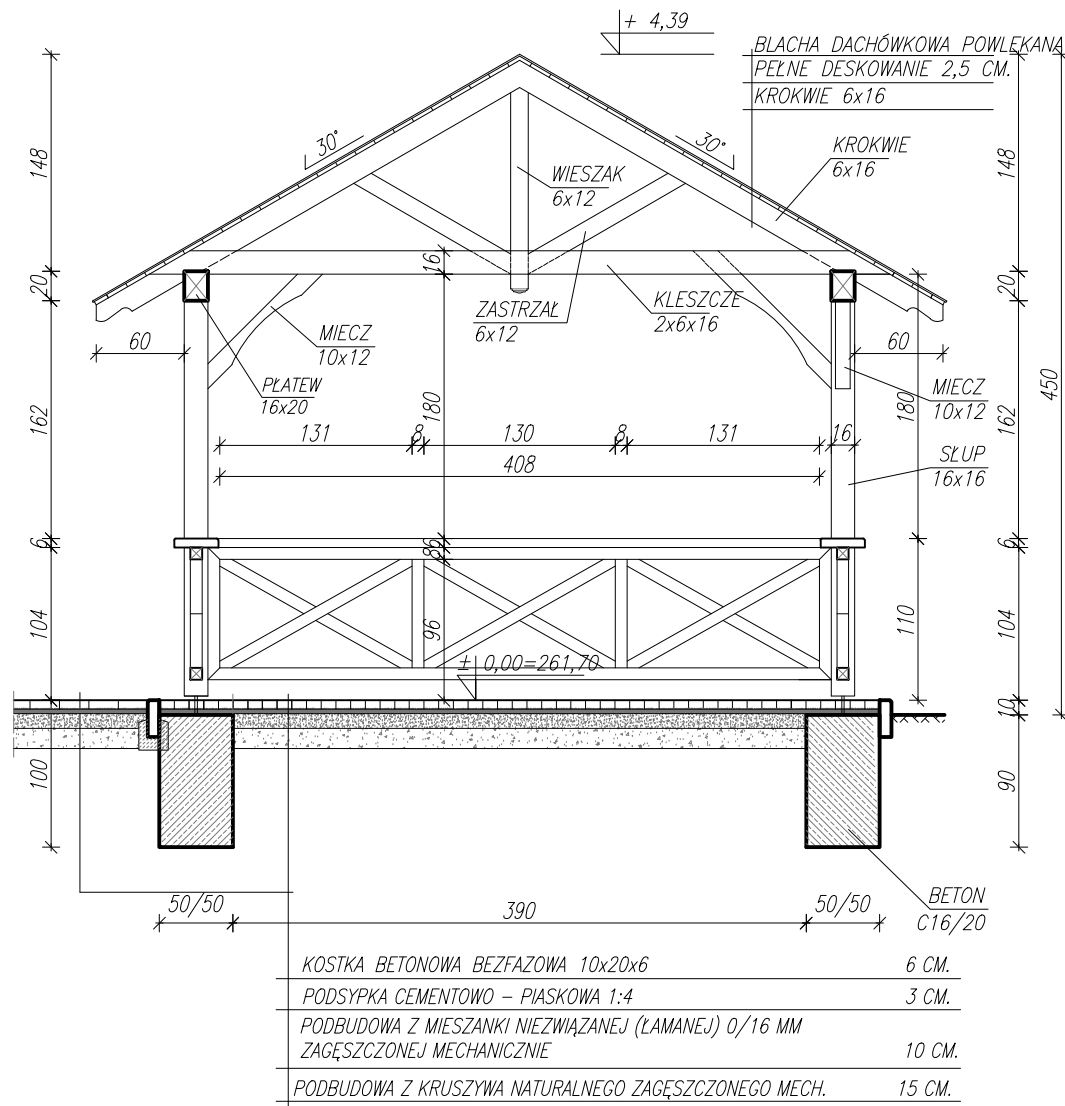 + 4,39
BLACHA DACHÓWKOWA POWLEKANA
PEŁNE DESKOWANIE 2,5 CM.
KROKWIE 6x16
30°
30°
KROKWIE
6x16
WIESZAK
6x12
148
148
16
20
20
ZASTRZAŁ
6x12
KLESZCZE
2x6x16
MIECZ
10x12
60
60
PŁATEW
16x20
MIECZ
10x12
450
162
180
180
162
131
8
130
8
131
16
408
SŁUP
16x16
6
86
6
104
96
110
104
± 0,00=261,70
10
100
90
50/50
390
50/50
BETON
C16/20
KOSTKA BETONOWA BEZFAZOWA 10x20x6 6 CM.
PODSYPKA CEMENTOWO – PIASKOWA 1:4 3 CM.
PODBUDOWA Z MIESZANKI NIEZWIĄZANEJ (ŁAMANEJ) 0/16 MM
ZAGĘSZCZONEJ MECHANICZNIE 10 CM.
PODBUDOWA Z KRUSZYWA NATURALNEGO ZAGĘSZCZONEGO MECH. 15 CM.